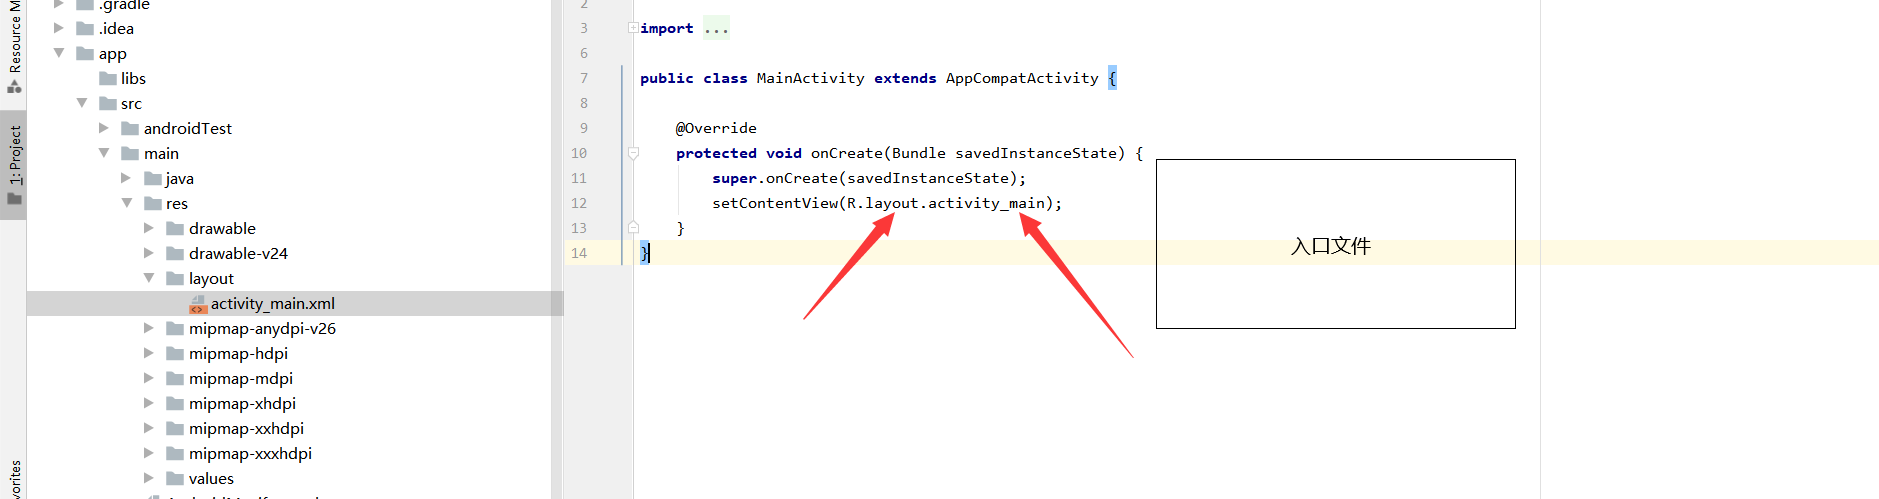 Resource M
1: Project
vorites
.gradle
.idea
app
libs
src
androidTest
main
java
res
drawable
drawable-v24
layout
activity_main.xml
mipmap-anydpi-v26
mipmap-hdpi
mipmap-mdpi
mipmap-xhdpi
mipmap-xxhdpi
mipmap-xxxhdpi
values
2
3 import ...
6
7 public class MainActivity extends AppCompatActivity {
8
9 @Override
10 protected void onCreate(Bundle savedInstanceState) {
11 super.onCreate(savedInstanceState);
12 setContentView(R.layout.activity_main);
13 }
14 }
入口文件